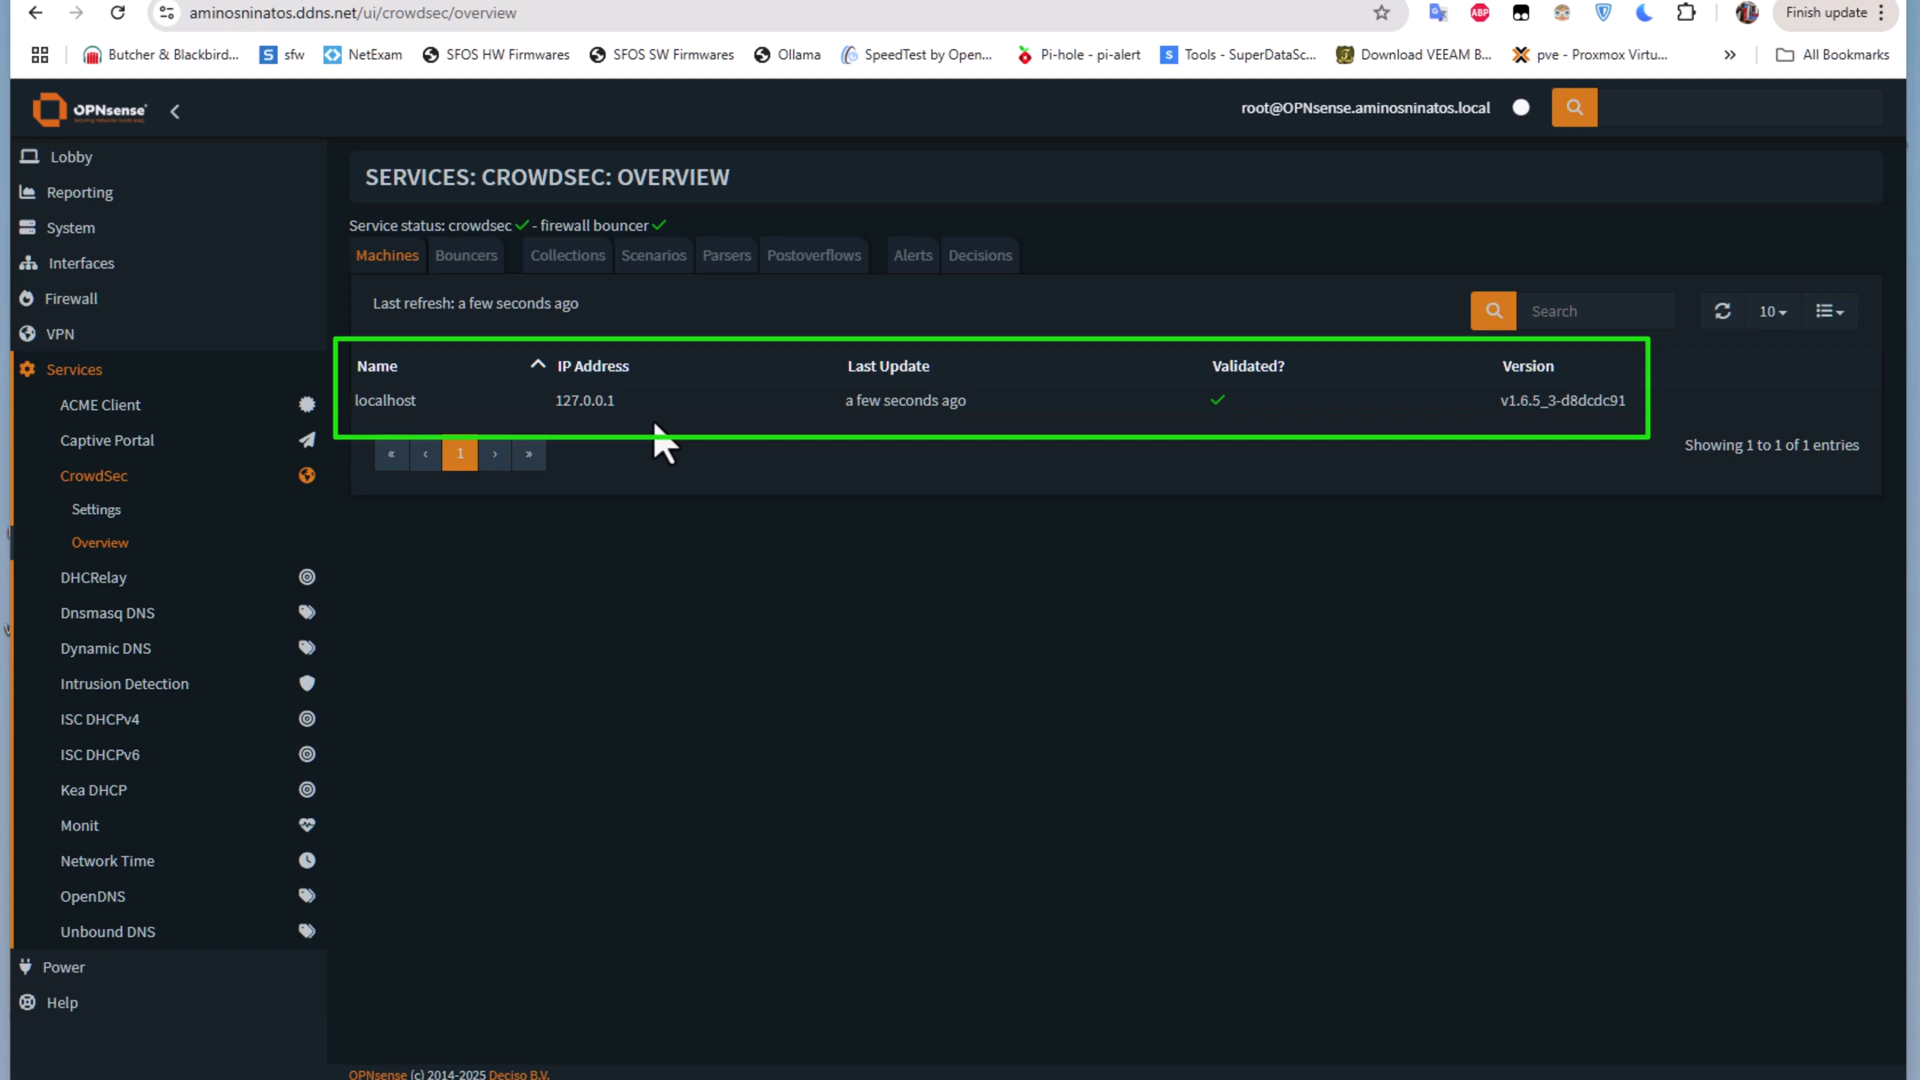 aminosninatos.ddns.net/ui/crowdsec/overview
Finish update
Butcher & Blackbird...
sfw
NetExam
SFOS HW Firmwares
SFOS SW Firmwares
Ollama
SpeedTest by Open...
Pi-hole - pi-alert
Tools - SuperDataSc...
Download VEEAM B...
pve - Proxmox Virtu...
»
All Bookmarks
ABP
OPNsense
root@OPNsense.aminosninatos.local
Lobby
Reporting
System
Interfaces
Firewall
VPN
Services
ACME Client
Captive Portal
CrowdSec
Settings
Overview
DHCRelay
Dnsmasq DNS
Dynamic DNS
Intrusion Detection
ISC DHCPv4
ISC DHCPv6
Kea DHCP
Monit
Network Time
OpenDNS
Unbound DNS
Power
Help
SERVICES: CROWDSEC: OVERVIEW
Service status: crowdsec ✓ - firewall bouncer ✓
Machines Bouncers Collections Scenarios Parsers Postoverflows Alerts Decisions
Last refresh: a few seconds ago
Search
10
Name IP Address Last Update Validated? Version
localhost 127.0.0.1 a few seconds ago ✓ v1.6.5_3-d8dcdc91
« ‹ 1 › »
Showing 1 to 1 of 1 entries
OPNsense (c) 2014-2025 Deciso B.V.